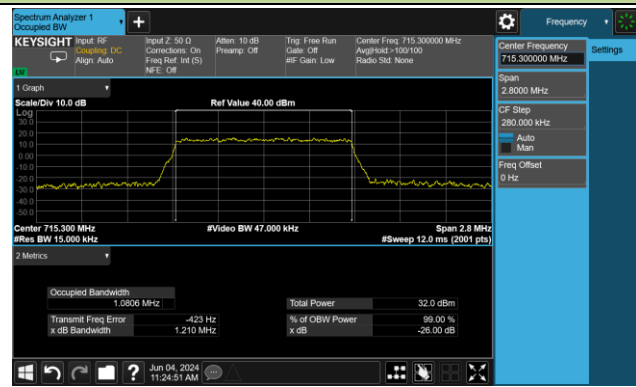 Spectrum Analyzer 1
Occupied BW
+
Frequency
KEYSIGHT
Input: RF
Coupling: DC
Align: Auto
Input Z: 50 Ω
Corrections: On
Freq Ref: Int (S)
NFE: Off
Atten: 10 dB
Preamp: Off
Trig: Free Run
Gate: Off
#IF Gain: Low
Center Freq: 715.300000 MHz
Avg|Hold:>100/100
Radio Std: None
Center Frequency
715.300000 MHz
Settings
Span
2.8000 MHz
CF Step
280.000 kHz
Auto
Man
Freq Offset
0 Hz
1 Graph
Scale/Div 10.0 dB
Ref Value 40.00 dBm
Log
30.0
20.0
10.0
0.00
-10.0
-20.0
-30.0
-40.0
-50.0
Center 715.300 MHz
#Video BW 47.000 kHz
Span 2.8 MHz
#Res BW 15.000 kHz
#Sweep 12.0 ms (2001 pts)
2 Metrics
Occupied Bandwidth
1.0806 MHz
Total Power
32.0 dBm
Transmit Freq Error
-423 Hz
% of OBW Power
99.00 %
x dB Bandwidth
1.210 MHz
x dB
-26.00 dB
?
Jun 04, 2024
11:24:51 AM